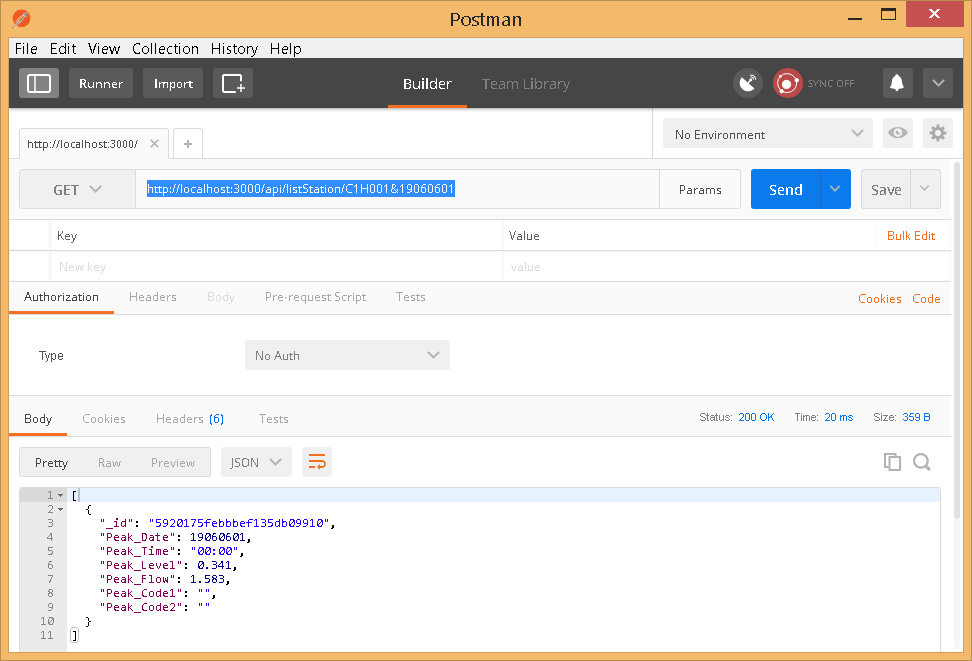 Postman
File Edit View Collection History Help
Runner Import Builder Team Library SYNC OFF
http://localhost:3000/ No Environment
GET http://localhost:3000/api/listStation/C1H001&19060601 Params Send Save
Key Value Bulk Edit
New key value
Authorization Headers Body Pre-request Script Tests Cookies Code
Type No Auth
Body Cookies Headers (6) Tests Status: 200 OK Time: 20 ms Size: 359 B
Pretty Raw Preview JSON
1 [
2 {
3 "_id": "5920175febbbef135db09910",
4 "Peak_Date": 19060601,
5 "Peak_Time": "00:00",
6 "Peak_Level": 0.341,
7 "Peak_Flow": 1.583,
8 "Peak_Code1": "",
9 "Peak_Code2": ""
10 }
11 ]